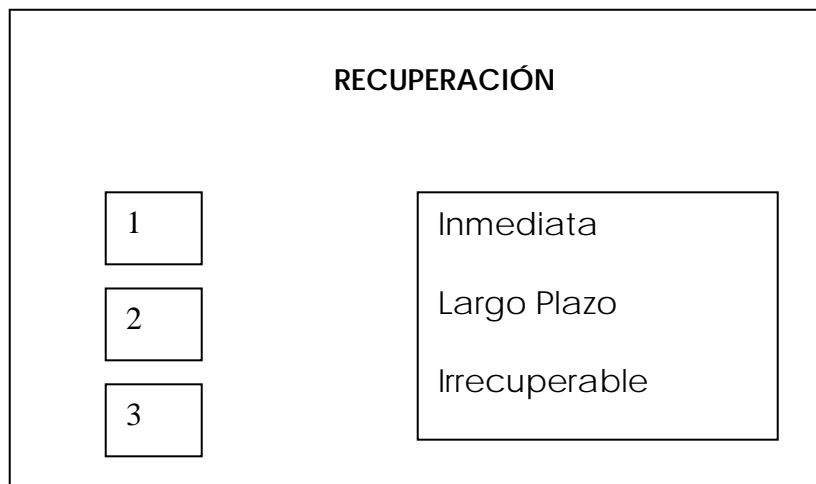 RECUPERACIÓN
1
Inmediata
2
Largo Plazo
3
Irrecuperable